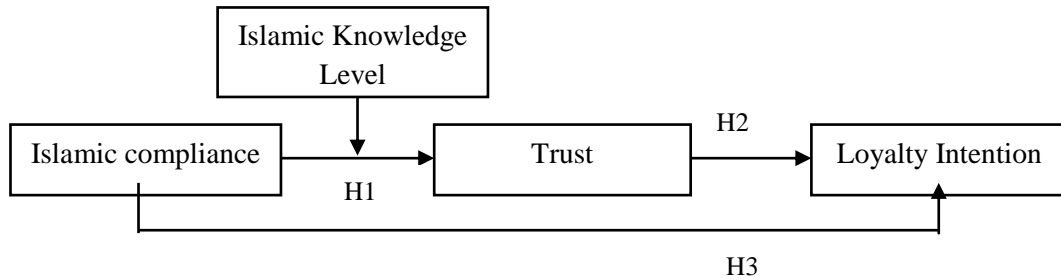 Islamic Knowledge
Level
H2
Islamic compliance
Trust
Loyalty Intention
H1
H3